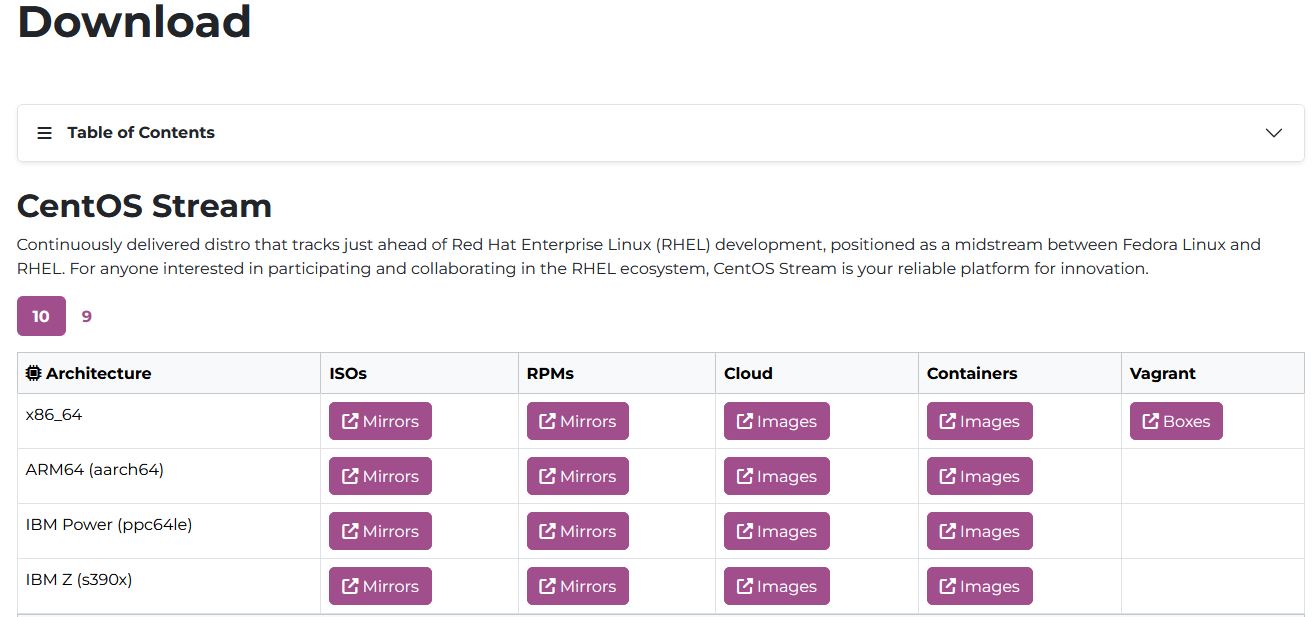 Download
Table of Contents
CentOS Stream
Continuously delivered distro that tracks just ahead of Red Hat Enterprise Linux (RHEL) development, positioned as a midstream between Fedora Linux and
RHEL. For anyone interested in participating and collaborating in the RHEL ecosystem, CentOS Stream is your reliable platform for innovation.
10 9
Architecture ISOs RPMs Cloud Containers Vagrant
x86_64 Mirrors Mirrors Images Images Boxes
ARM64 (aarch64) Mirrors Mirrors Images Images
IBM Power (ppc64le) Mirrors Mirrors Images Images
IBM Z (s390x) Mirrors Mirrors Images Images